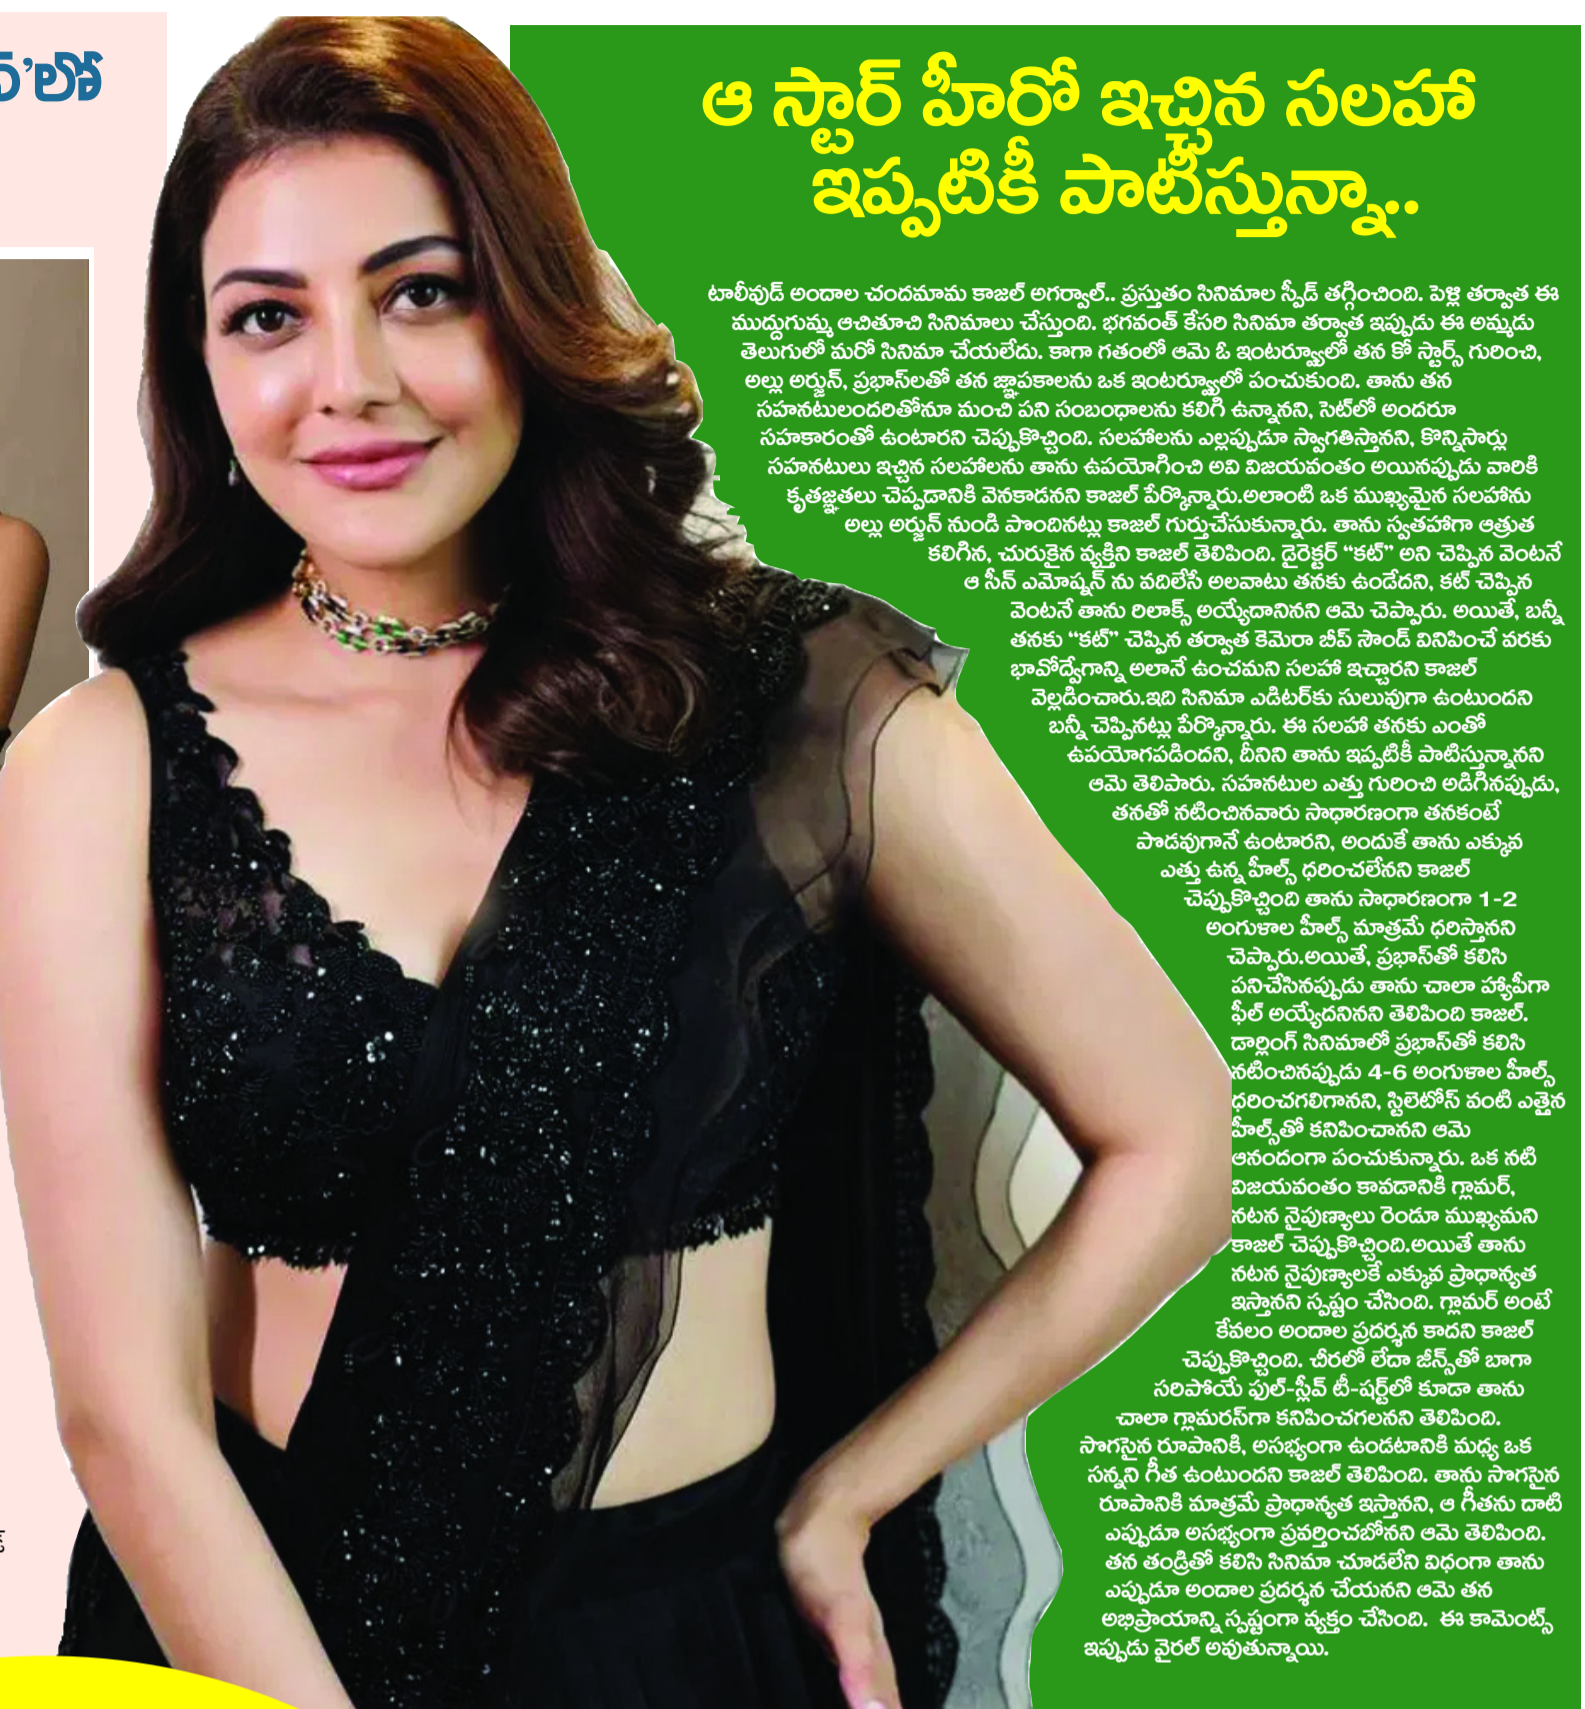 'లో
ఆ స్టార్ హీరో ఇచ్చిన సలహా
ఇప్పటికీ పాటిస్తున్నా..
టాలీవుడ్ అందాల చందమామ కాజల్ అగర్వాల్.. ప్రస్తుతం సినిమాల స్పీడ్ తగ్గించింది. పెళ్లి తర్వాత ఈ
ముద్దుగుమ్మ ఆచితూచి సినిమాలు చేస్తుంది. భగవంత్ కేసరి సినిమా తర్వాత ఇప్పుడు ఈ అమ్మడు
తెలుగులో మరో సినిమా చేయలేదు. కాగా గతంలో ఆమె ఓ ఇంటర్వ్యూలో తన కో స్టార్స్ గురించి,
అల్లు అర్జున్, ప్రభాస్‌లతో తన జ్ఞాపకాలను ఒక ఇంటర్వ్యూలో పంచుకుంది. తాను తన
సహనటులందరితోనూ మంచి పని సంబంధాలను కలిగి ఉన్నానని, సెట్‌లో అందరూ
సహకారంతో ఉంటారని చెప్పుకొచ్చింది. సలహాలను ఎల్లప్పుడూ స్వాగతిస్తానని, కొన్నిసార్లు
సహనటులు ఇచ్చిన సలహాలను తాను ఉపయోగించి అవి విజయవంతం అయినప్పుడు వారికి
కృతజ్ఞతలు చెప్పడానికి వెనకాడనని కాజల్ పేర్కొన్నారు.అలాంటి ఒక ముఖ్యమైన సలహాను
అల్లు అర్జున్ నుండి పొందినట్లు కాజల్ గుర్తుచేసుకున్నారు. తాను స్వతహాగా ఆత్రుత
కలిగిన, చురుకైన వ్యక్తిని కాజల్ తెలిపింది. డైరెక్టర్ “కట్” అని చెప్పిన వెంటనే
ఆ సీన్ ఎమోషన్ ను వదిలేసే అలవాటు తనకు ఉండేదని, కట్ చెప్పిన
వెంటనే తాను రిలాక్స్ అయ్యేదానినని ఆమె చెప్పారు. అయితే, బన్నీ
తనకు “కట్” చెప్పిన తర్వాత కెమెరా బీప్ సౌండ్ వినిపించే వరకు
భావోద్వేగాన్ని అలానే ఉంచమని సలహా ఇచ్చారని కాజల్
వెల్లడించారు.ఇది సినిమా ఎడిటర్‌కు సులువుగా ఉంటుందని
బన్నీ చెప్పినట్లు పేర్కొన్నారు. ఈ సలహా తనకు ఎంతో
ఉపయోగపడిందని, దీనిని తాను ఇప్పటికీ పాటిస్తున్నానని
ఆమె తెలిపారు. సహనటుల ఎత్తు గురించి అడిగినప్పుడు,
తనతో నటించినవారు సాధారణంగా తనకంటే
పొడవుగానే ఉంటారని, అందుకే తాను ఎక్కువ
ఎత్తు ఉన్న హీల్స్ ధరించలేనని కాజల్
చెప్పుకొచ్చింది తాను సాధారణంగా 1-2
అంగుళాల హీల్స్ మాత్రమే ధరిస్తానని
చెప్పారు.అయితే, ప్రభాస్‌తో కలిసి
పనిచేసినప్పుడు తాను చాలా హ్యాపీగా
ఫీల్ అయ్యేదనినని తెలిపింది కాజల్.
డార్లింగ్ సినిమాలో ప్రభాస్‌తో కలిసి
నటించినప్పుడు 4-6 అంగుళాల హీల్స్
ధరించగలిగానని, స్టిలెటోస్ వంటి ఎత్తైన
హీల్స్‌తో కనిపించానని ఆమె
ఆనందంగా పంచుకున్నారు. ఒక నటి
విజయవంతం కావడానికి గ్లామర్,
నటన నైపుణ్యాలు రెండూ ముఖ్యమని
కాజల్ చెప్పుకొచ్చింది.అయితే తాను
నటన నైపుణ్యాలకే ఎక్కువ ప్రాధాన్యత
ఇస్తానని స్పష్టం చేసింది. గ్లామర్ అంటే
కేవలం అందాల ప్రదర్శన కాదని కాజల్
చెప్పుకొచ్చింది. చీరలో లేదా జీన్స్‌తో బాగా
సరిపోయే ఫుల్-స్లీవ్ టీ-షర్ట్‌లో కూడా తాను
చాలా గ్లామరస్‌గా కనిపించగలనని తెలిపింది.
సొగసైన రూపానికి, అసభ్యంగా ఉండటానికి మధ్య ఒక
సన్నని గీత ఉంటుందని కాజల్ తెలిపింది. తాను సొగసైన
రూపానికి మాత్రమే ప్రాధాన్యత ఇస్తానని, ఆ గీతను దాటి
ఎప్పుడూ అసభ్యంగా ప్రవర్తించబోనని ఆమె తెలిపింది.
తన తండ్రితో కలిసి సినిమా చూడలేని విధంగా తాను
ఎప్పుడూ అందాల ప్రదర్శన చేయనని ఆమె తన
అభిప్రాయాన్ని స్పష్టంగా వ్యక్తం చేసింది. ఈ కామెంట్స్
ఇప్పుడు వైరల్ అవుతున్నాయి.